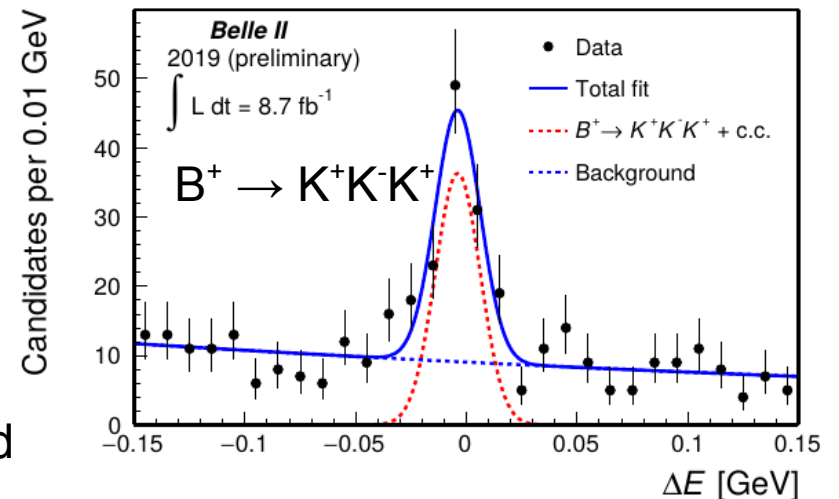 Candidates per 0.01 GeV
Belle II
2019 (preliminary)
∫ L dt = 8.7 fb⁻¹
B⁺ → K⁺K⁻K⁺
Data
Total fit
B⁺→ K⁺K⁻K⁺ + c.c.
Background
50
40
30
20
10
0
−0.15 −0.1 −0.05 0 0.05 0.1 0.15
ΔE [GeV]
d